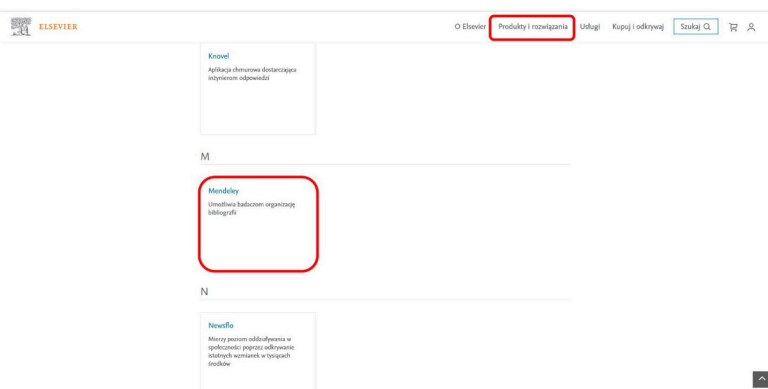 ELSEVIER
O Elsevier Produkty i rozwiązania Usługi Kupuj i odkrywaj Szukaj
Knovel
Aplikacja chmurowa dostarczająca
inżynierom odpowiedzi
M
Mendeley
Umożliwia badaczom organizację
bibliografii
N
Newsflo
Mierzy poziom oddziaływania w
społeczności poprzez odkrywanie
istotnych wzmianek w tysiącach
środków